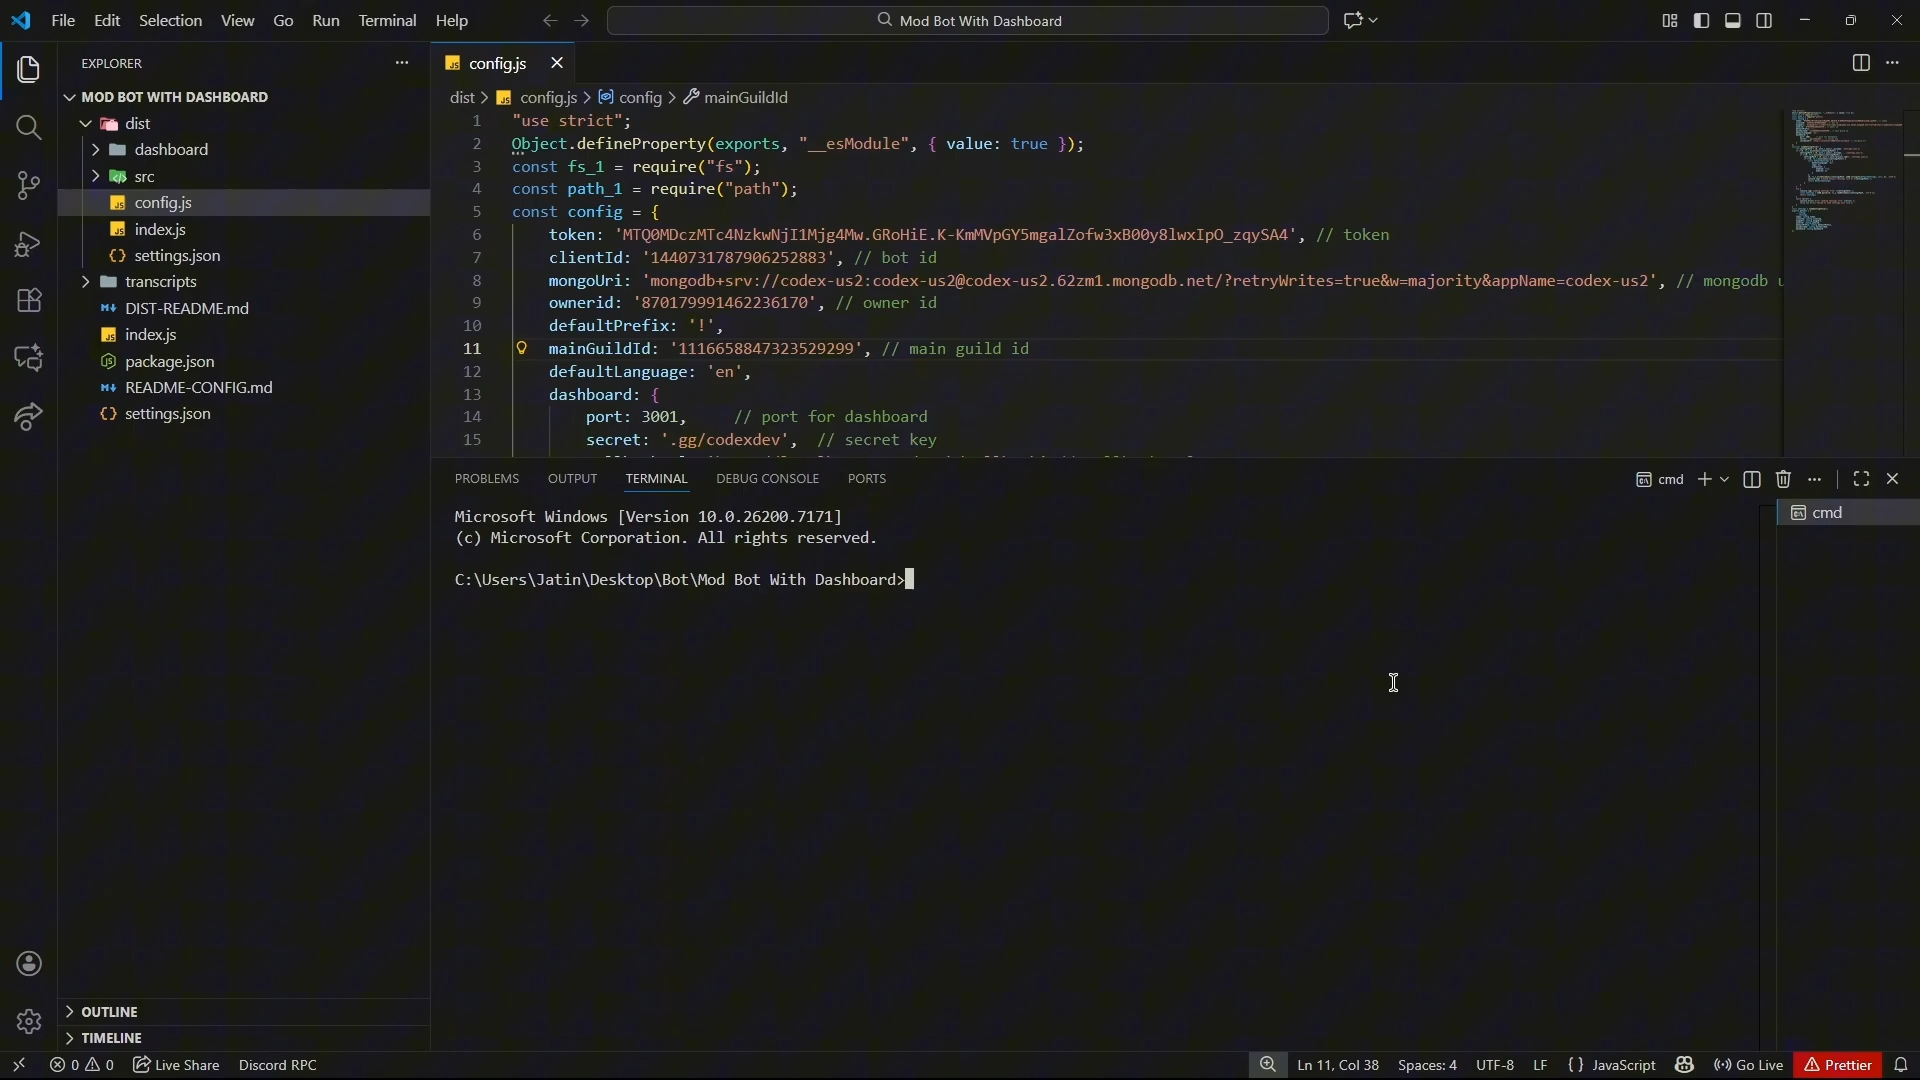 File Edit Selection View Go Run Terminal Help
Mod Bot With Dashboard
EXPLORER
MOD BOT WITH DASHBOARD
dist
dashboard
src
config.js
index.js
settings.json
transcripts
DIST-README.md
index.js
package.json
README-CONFIG.md
settings.json
OUTLINE
TIMELINE
config.js
dist > config.js > config > mainGuildId
1 "use strict";
2 Object.defineProperty(exports, "__esModule", { value: true });
3 const fs_1 = require("fs");
4 const path_1 = require("path");
5 const config = {
6 token: 'MTQ0MDczMTc4NzkwNjI1Mjg4Mw.GRoHiE.K-KmMVpGY5mgalZofw3xB00y8lwxIpO_zqySA4', // token
7 clientId: '1440731787906252883', // bot id
8 mongoUri: 'mongodb+srv://codex-us2:codex-us2@codex-us2.62zm1.mongodb.net/?retryWrites=true&w=majority&appName=codex-us2', // mongodb u
9 ownerid: '870179991462236170', // owner id
10 defaultPrefix: '!',
11 mainGuildId: '1116658847323529299', // main guild id
12 defaultLanguage: 'en',
13 dashboard: {
14 port: 3001, // port for dashboard
15 secret: '.gg/codexdev', // secret key
PROBLEMS OUTPUT TERMINAL DEBUG CONSOLE PORTS
cmd
cmd
Microsoft Windows [Version 10.0.26200.7171]
(c) Microsoft Corporation. All rights reserved.
C:\Users\Jatin\Desktop\Bot\Mod Bot With Dashboard>
0 0 Live Share Discord RPC
Ln 11, Col 38 Spaces: 4 UTF-8 LF { } JavaScript Go Live Prettier